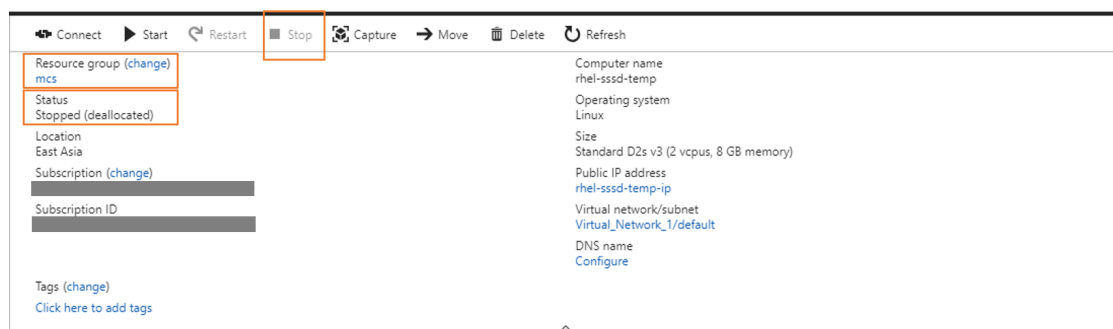 Connect Start Restart Stop Capture Move Delete Refresh
Resource group (change)
mcs
Status
Stopped (deallocated)
Location
East Asia
Subscription (change)
Subscription ID
Tags (change)
Click here to add tags
Computer name
rhel-sssd-temp
Operating system
Linux
Size
Standard D2s v3 (2 vcpus, 8 GB memory)
Public IP address
rhel-sssd-temp-ip
Virtual network/subnet
Virtual_Network_1/default
DNS name
Configure